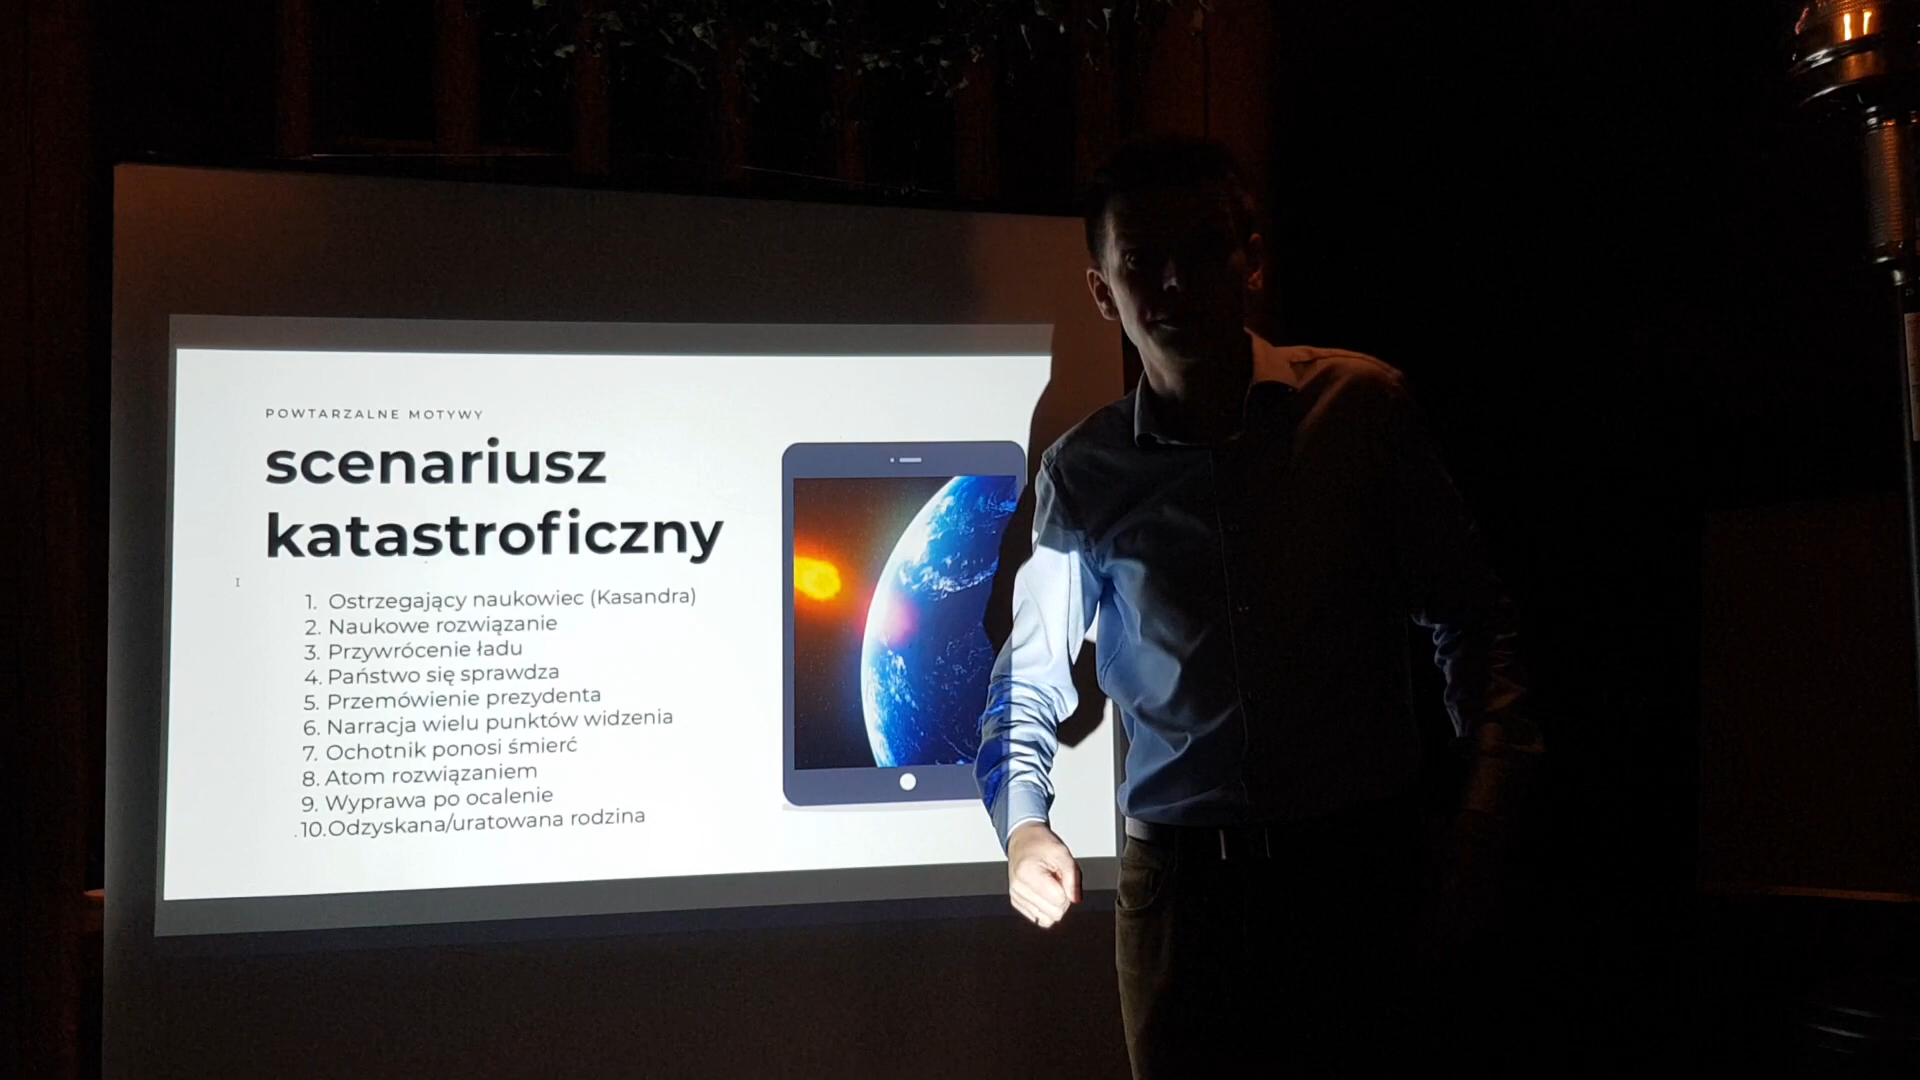 POWTARZALNE MOTYWY
scenariusz
katastroficzny
1. Ostrzegający naukowiec (Kasandra)
2. Naukowe rozwiązanie
3. Przywrócenie ładu
4. Państwo się sprawdza
5. Przemówienie prezydenta
6. Narracja wielu punktów widzenia
7. Ochotnik ponosi śmierć
8. Atom rozwiązaniem
9. Wyprawa po ocalenie
10. Odzyskana/uratowana rodzina